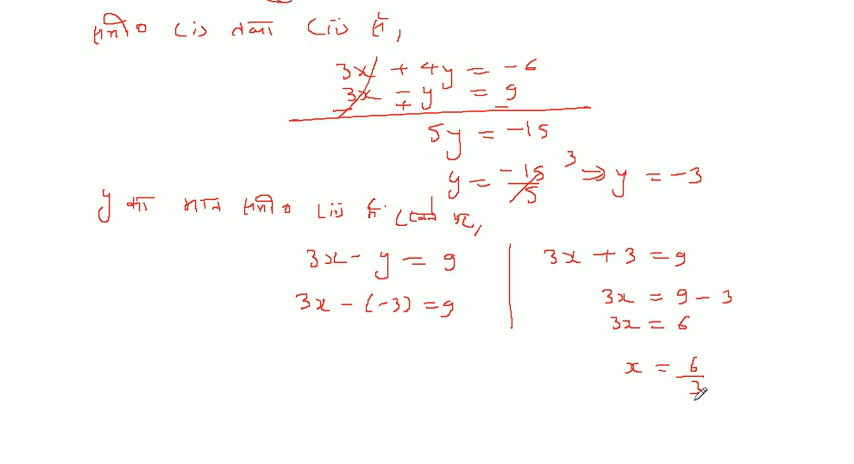 समी० (i) तथा (ii) से,
3x + 4y = -6
3x - y = 9
- + -
5y = -15
y = -15/5 3 ⇒ y = -3
y का मान समी० (ii) में रखने पर,
3x - y = 9
3x - (-3) = 9
3x + 3 = 9
3x = 9 - 3
3x = 6
x = 6/3